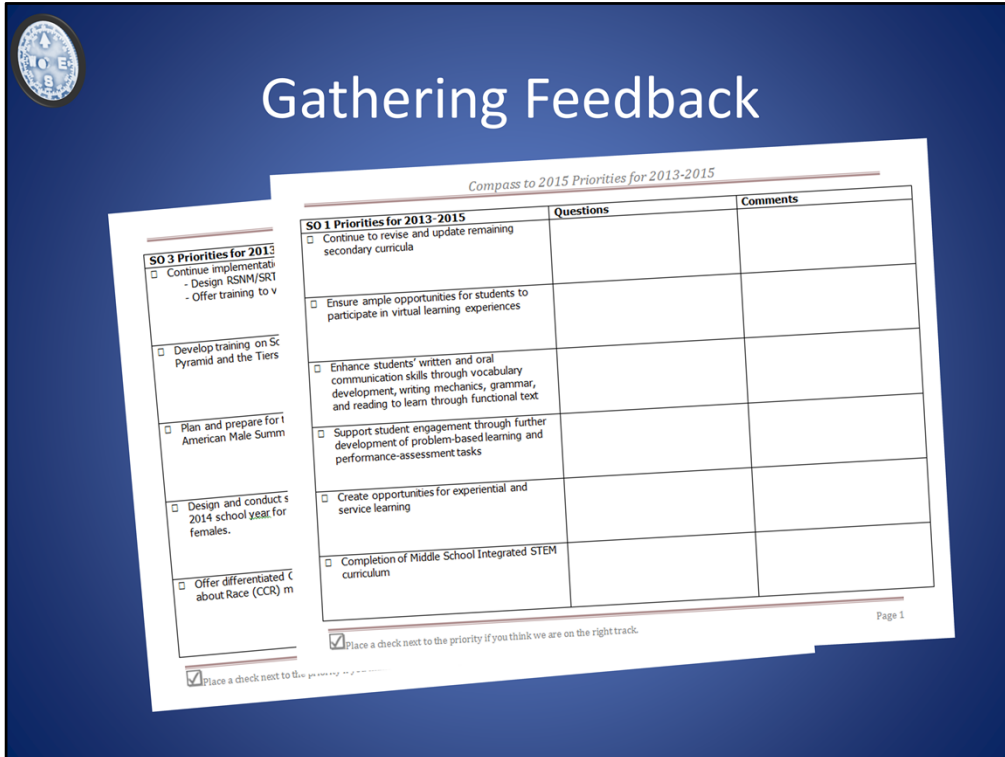 Gathering Feedback
Compass to 2015 Priorities for 2013-2015
SO 1 Priorities for 2013-2015 Questions Comments
Continue to revise and update remaining
secondary curricula
Ensure ample opportunities for students to
participate in virtual learning experiences
Enhance students' written and oral
communication skills through vocabulary
development, writing mechanics, grammar,
and reading to learn through functional text
Support student engagement through further
development of problem-based learning and
performance-assessment tasks
Create opportunities for experiential and
service learning
Completion of Middle School Integrated STEM
curriculum
Place a check next to the priority if you think we are on the right track.
Page 1
SO 3 Priorities for 2013
Continue implementati
- Design RSNM/SRT
- Offer training to v
Develop training on Sc
Pyramid and the Tiers
Plan and prepare for t
American Male Summ
Design and conduct s
2014 school year for
females.
Offer differentiated C
about Race (CCR) m
Place a check next to the
E
S